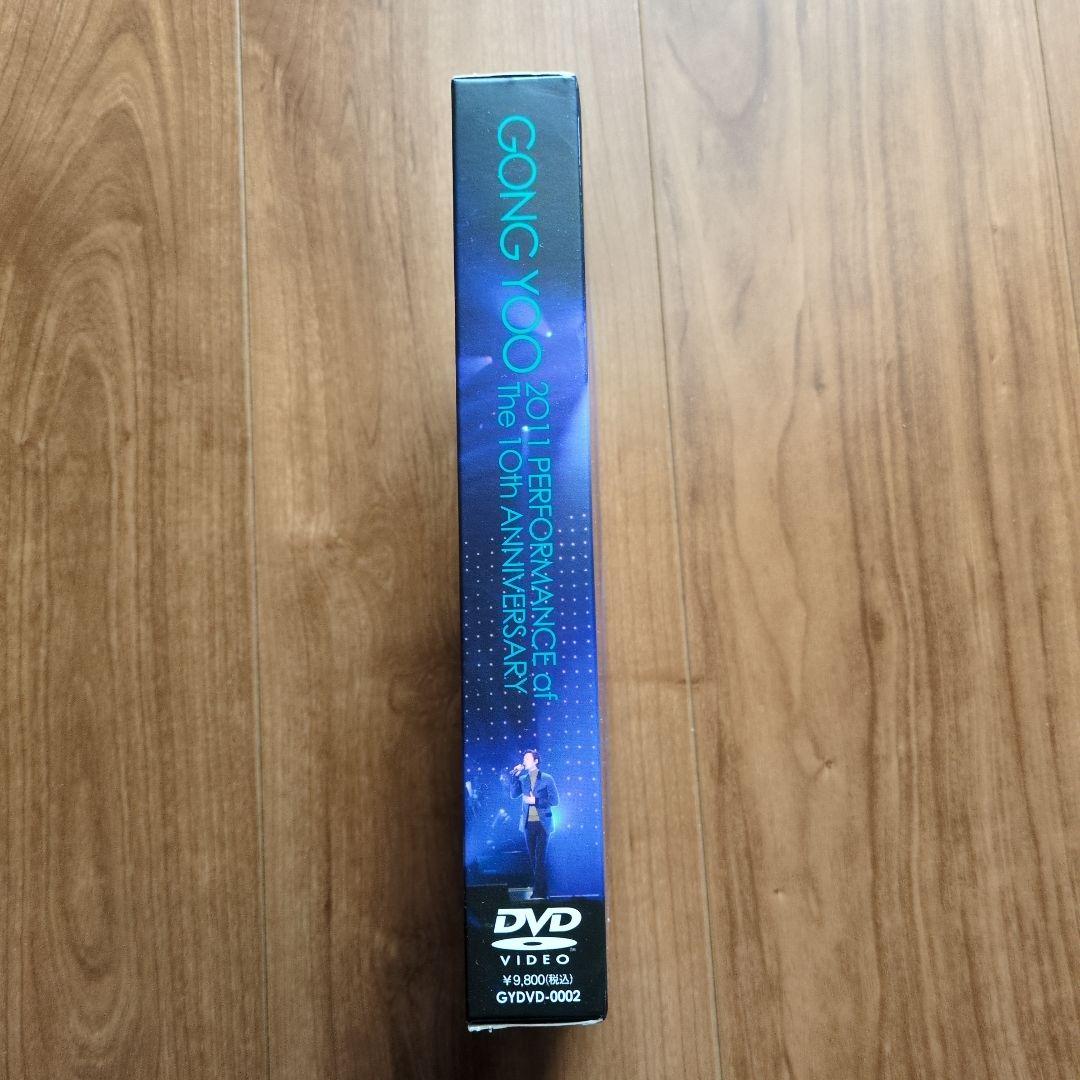 GONG YOO
2011 PERFORMANCE of
The 10th ANNIVERSARY
DVD
VIDEO
¥9,800(税込)
GYDVD-0002